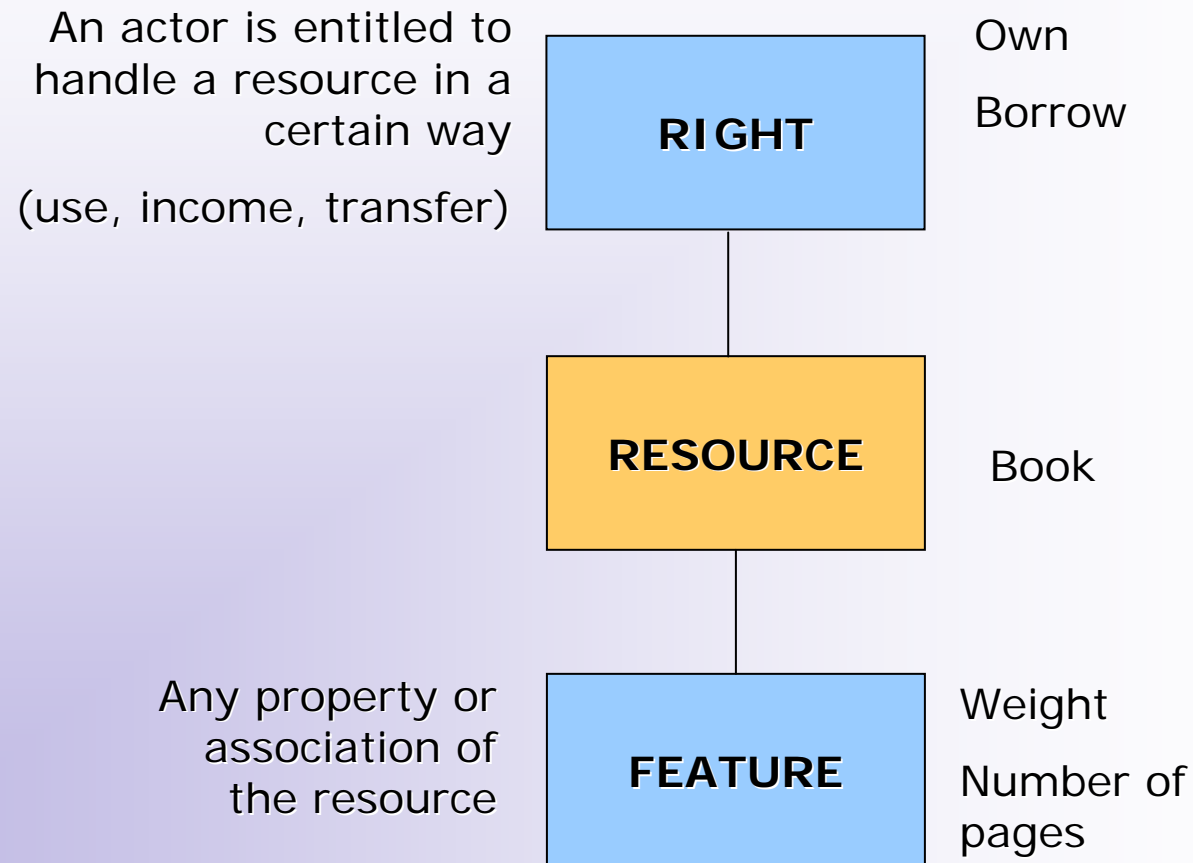 An actor is entitled to
handle a resource in a
certain way
(use, income, transfer)
RIGHT
Own
Borrow
RESOURCE
Book
Any property or
association of
the resource
FEATURE
Weight
Number of
pages